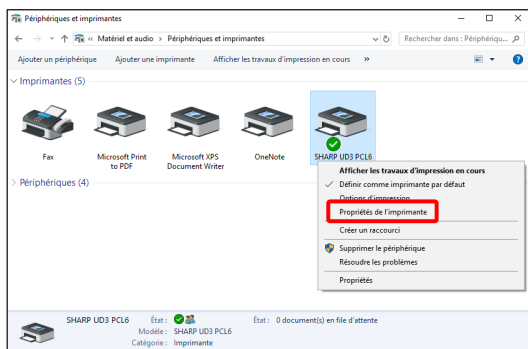 Périphériques et imprimantes
« Matériel et audio › Périphériques et imprimantes
Rechercher dans : Périphériqu...
Ajouter un périphérique Ajouter une imprimante Afficher les travaux d'impression en cours »
Imprimantes (5)
Fax
Microsoft Print to PDF
Microsoft XPS Document Writer
OneNote
SHARP UD3 PCL6
Afficher les travaux d'impression en cours
Définir comme imprimante par défaut
Options d'impression
Propriétés de l'imprimante
Créer un raccourci
Supprimer le périphérique
Résoudre les problèmes
Propriétés
Périphériques (4)
SHARP UD3 PCL6 État : État : 0 document(s) en file d'attente
Modèle : SHARP UD3 PCL6
Catégorie : Imprimante